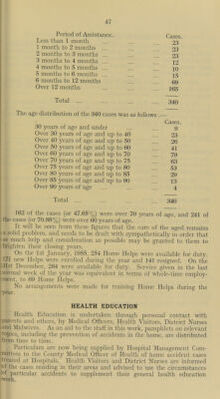 47
Period of Assistance. Cases.
Less than 1 month ... 23
1 month to 2 months ... 23
2 months to 3 months ... 23
3 months to 4 months ... 12
4 months to 5 months ... 10
5 months to 6 months ... 15
6 months to 12 months ... 69
Over 12 months ... 165
Total ... 340
The age distribution of the 340 cases was as follows :—
Cases.
30 years of age and under ... 9
Over 30 years of age and up to 40 ... 23
Over 40 years of age and up to 50 ... 26
Over 50 years of age and up to 60 ... 41
Over 60 years of age and up to 70 ... 79
Over 70 years of age and up to 75 ... 63
Over 75 years of age and up to 80 ... 53
Over 80 years of age and up to 85 ... 29
Over 85 years of age and up to 90 ... 13
Over 90 years of age ... 4
Total ... 340
162 of the cases (or 47.6%) were over 70 years of age, and 241 of
the cases (or 70.88%) were over 60 years of age.
It will be seen from these figures that the care of the aged remains
a solid problem, and needs to be dealt with sympathetically in order that
as much help and consideration as possible may be granted to them to
brighten their closing years.
On the 1st January, 1955, 284 Home Helps were available for duty.
121 new Helps were enrolled during the year and 141 resigned. On the
31st December, 264 were available for duty. Service given in the last
normal week of the year was equivalent in terms of whole-time employ-
ment, to 69 Home Helps.
No arrangements were made for training Home Helps during the
year.
HEALTH EDUCATION
Health Education is undertaken through personal contact with
parents and others, by Medical Officers, Health Visitors, District Nurses
and Midwives. As an aid to the staff in this work, pamphlets on relevant
topics, including the prevention of accidents in the home, are distributed
from time to time.
Particulars are now being supplied by Hospital Management Com-
mittees to the County Medical Officer of Health of home accident cases
treated at Hospitals. Health Visitors and District Nurses are informed
of the cases residing in their areas and advised to use the circumstances
of particular accidents to supplement their general health education
work.